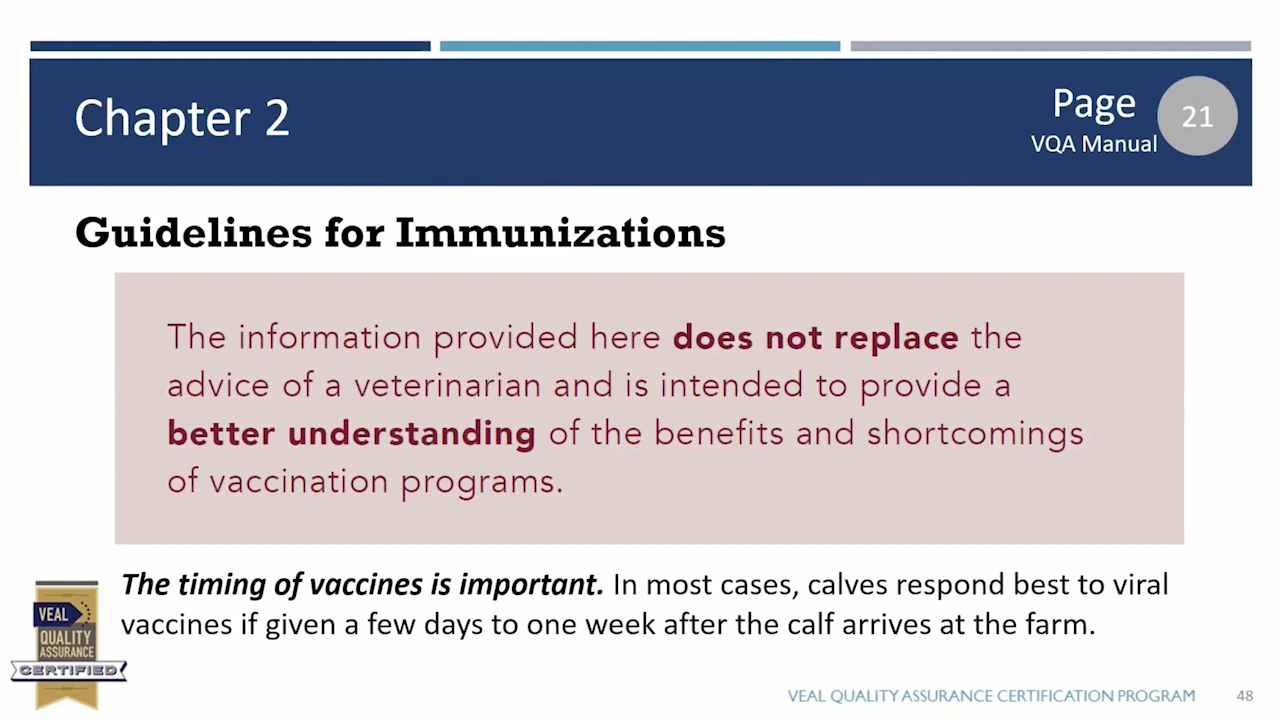 Chapter 2
Page
VQA Manual
21
Guidelines for Immunizations
The information provided here does not replace the
advice of a veterinarian and is intended to provide a
better understanding of the benefits and shortcomings
of vaccination programs.
The timing of vaccines is important. In most cases, calves respond best to viral
vaccines if given a few days to one week after the calf arrives at the farm.
VEAL
QUALITY
ASSURANCE
CERTIFIED
VEAL QUALITY ASSURANCE CERTIFICATION PROGRAM
48